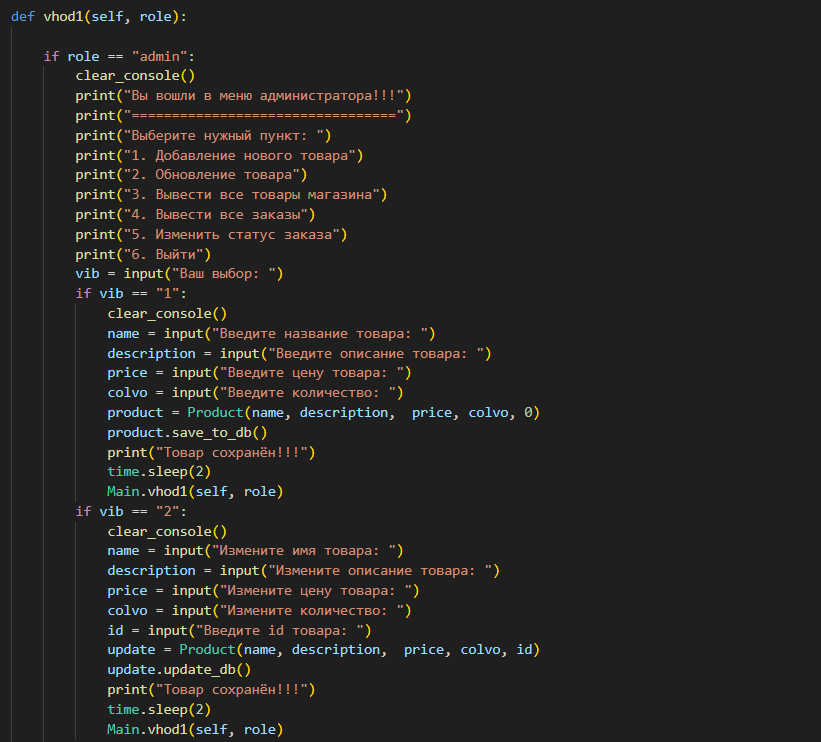 def vhod1(self, role):
if role == "admin":
clear_console()
print("Вы вошли в меню администратора!!!")
print("=================================")
print("Выберите нужный пункт: ")
print("1. Добавление нового товара")
print("2. Обновление товара")
print("3. Вывести все товары магазина")
print("4. Вывести все заказы")
print("5. Изменить статус заказа")
print("6. Выйти")
vib = input("Ваш выбор: ")
if vib == "1":
clear_console()
name = input("Введите название товара: ")
description = input("Введите описание товара: ")
price = input("Введите цену товара: ")
colvo = input("Введите количество: ")
product = Product(name, description,  price, colvo, 0)
product.save_to_db()
print("Товар сохранён!!!")
time.sleep(2)
Main.vhod1(self, role)
if vib == "2":
clear_console()
name = input("Измените имя товара: ")
description = input("Измените описание товара: ")
price = input("Измените цену товара: ")
colvo = input("Измените количество: ")
id = input("Введите id товара: ")
update = Product(name, description,  price, colvo, id)
update.update_db()
print("Товар сохранён!!!")
time.sleep(2)
Main.vhod1(self, role)